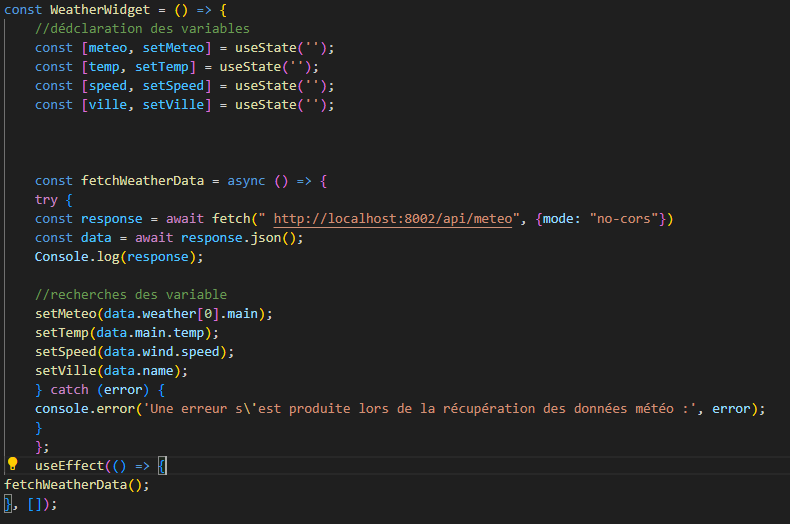 const WeatherWidget = () => {
//dédclaration des variables
const [meteo, setMeteo] = useState('');
const [temp, setTemp] = useState('');
const [speed, setSpeed] = useState('');
const [ville, setVille] = useState('');
const fetchWeatherData = async () => {
try {
const response = await fetch(" http://localhost:8002/api/meteo", {mode: "no-cors"})
const data = await response.json();
Console.log(response);
//recherches des variable
setMeteo(data.weather[0].main);
setTemp(data.main.temp);
setSpeed(data.wind.speed);
setVille(data.name);
} catch (error) {
console.error('Une erreur s\'est produite lors de la récupération des données météo :', error);
}
};
useEffect(() => {
fetchWeatherData();
}, []);